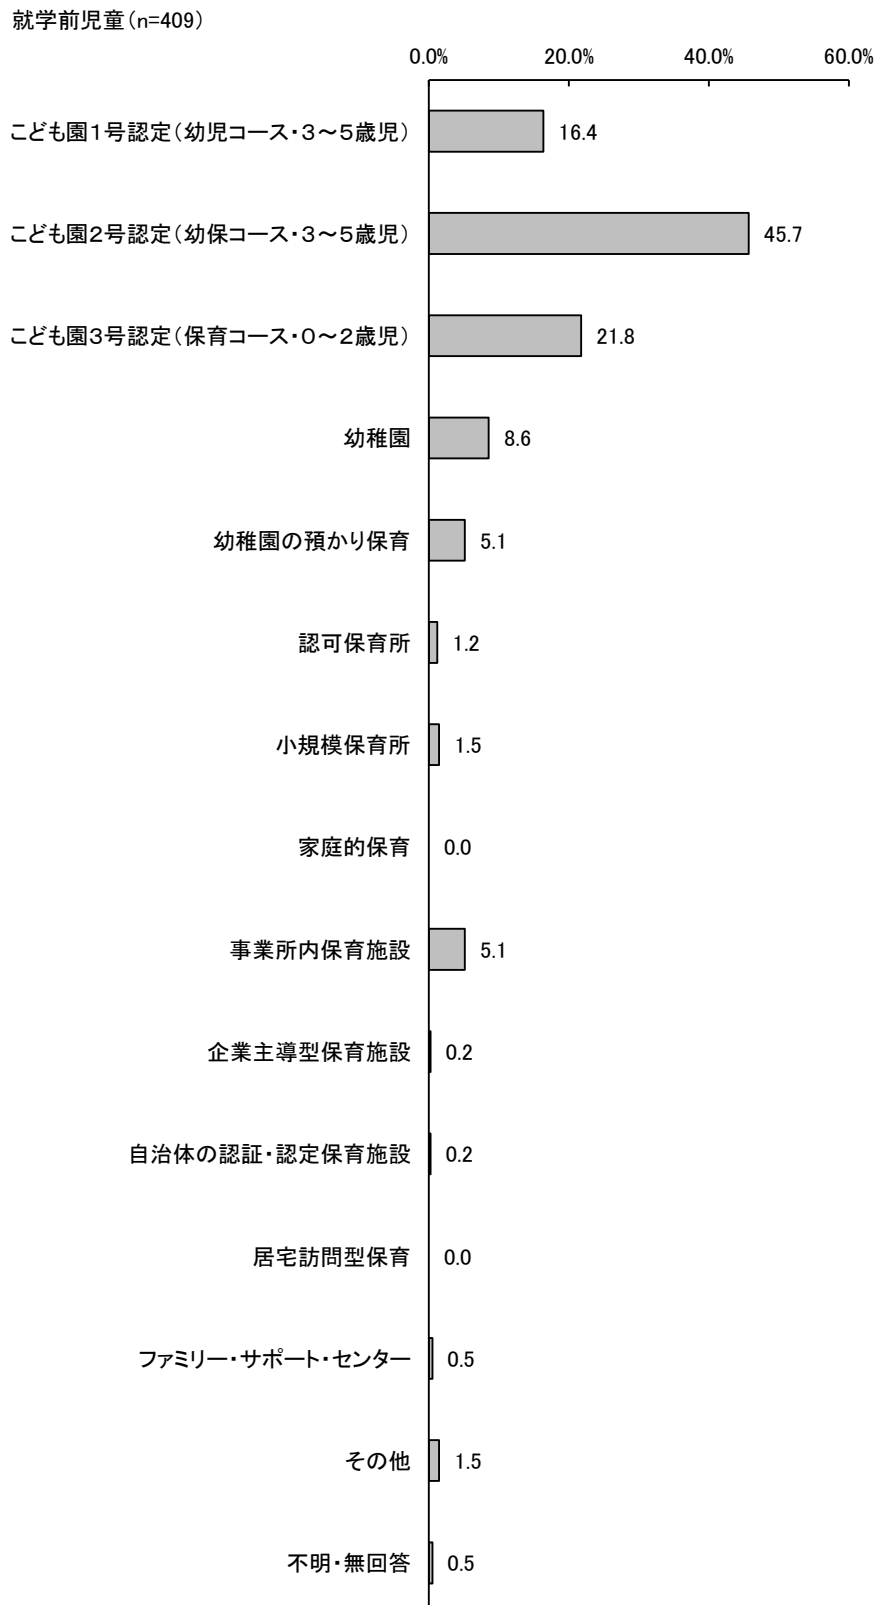 就学前児童(n=409)
0.0% 20.0% 40.0% 60.0%
こども園1号認定(幼児コース・3~5歳児) 16.4
こども園2号認定(幼保コース・3~5歳児) 45.7
こども園3号認定(保育コース・0~2歳児) 21.8
幼稚園 8.6
幼稚園の預かり保育 5.1
認可保育所 1.2
小規模保育所 1.5
家庭的保育 0.0
事業所内保育施設 5.1
企業主導型保育施設 0.2
自治体の認証・認定保育施設 0.2
居宅訪問型保育 0.0
ファミリー・サポート・センター 0.5
その他 1.5
不明・無回答 0.5